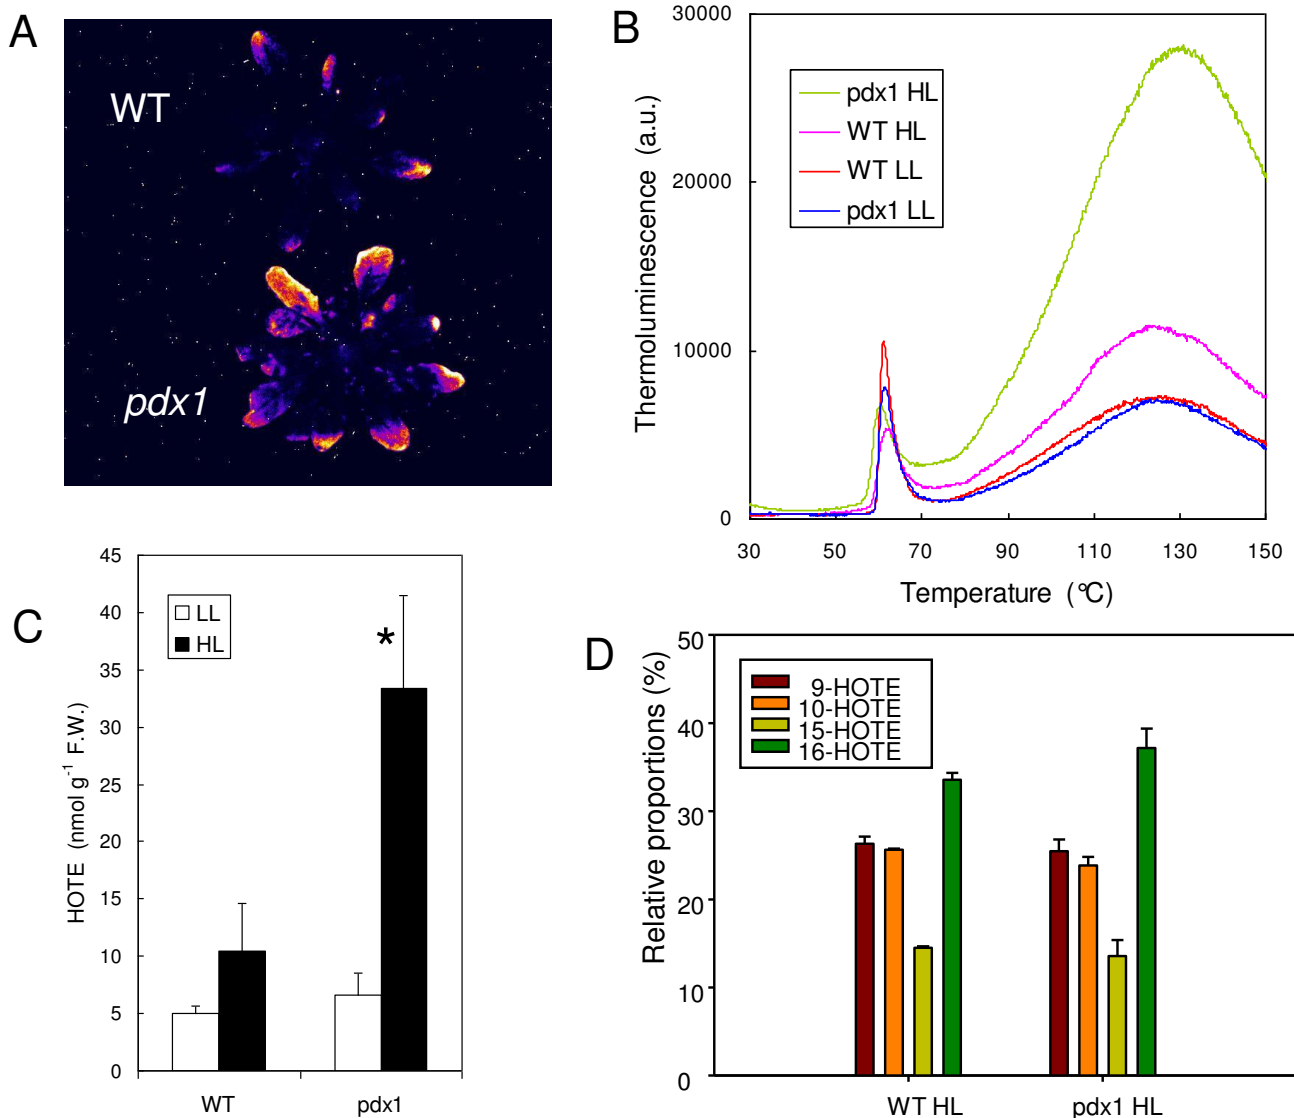 A
WT
pdx1
B
Thermoluminescence (a.u.)
30000
20000
10000
0
pdx1 HL
WT HL
WT LL
pdx1 LL
30 50 70 90 110 130 150
Temperature (°C)
C
HOTE (nmol g⁻¹ F.W.)
45
40
35
30
25
20
15
10
5
0
LL
HL
*
WT pdx1
D
Relative proportions (%)
50
40
30
20
10
0
9-HOTE
10-HOTE
15-HOTE
16-HOTE
WT HL pdx1 HL